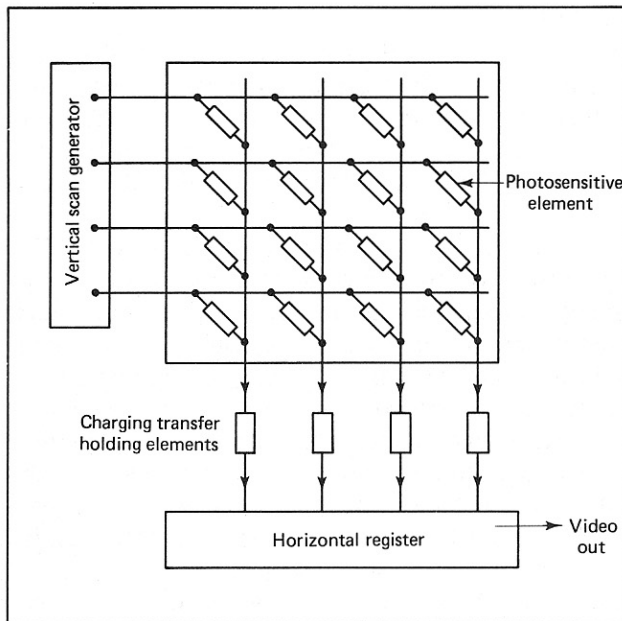 Vertical scan generator
Photosensitive
element
Charging transfer
holding elements
Horizontal register
Video
out